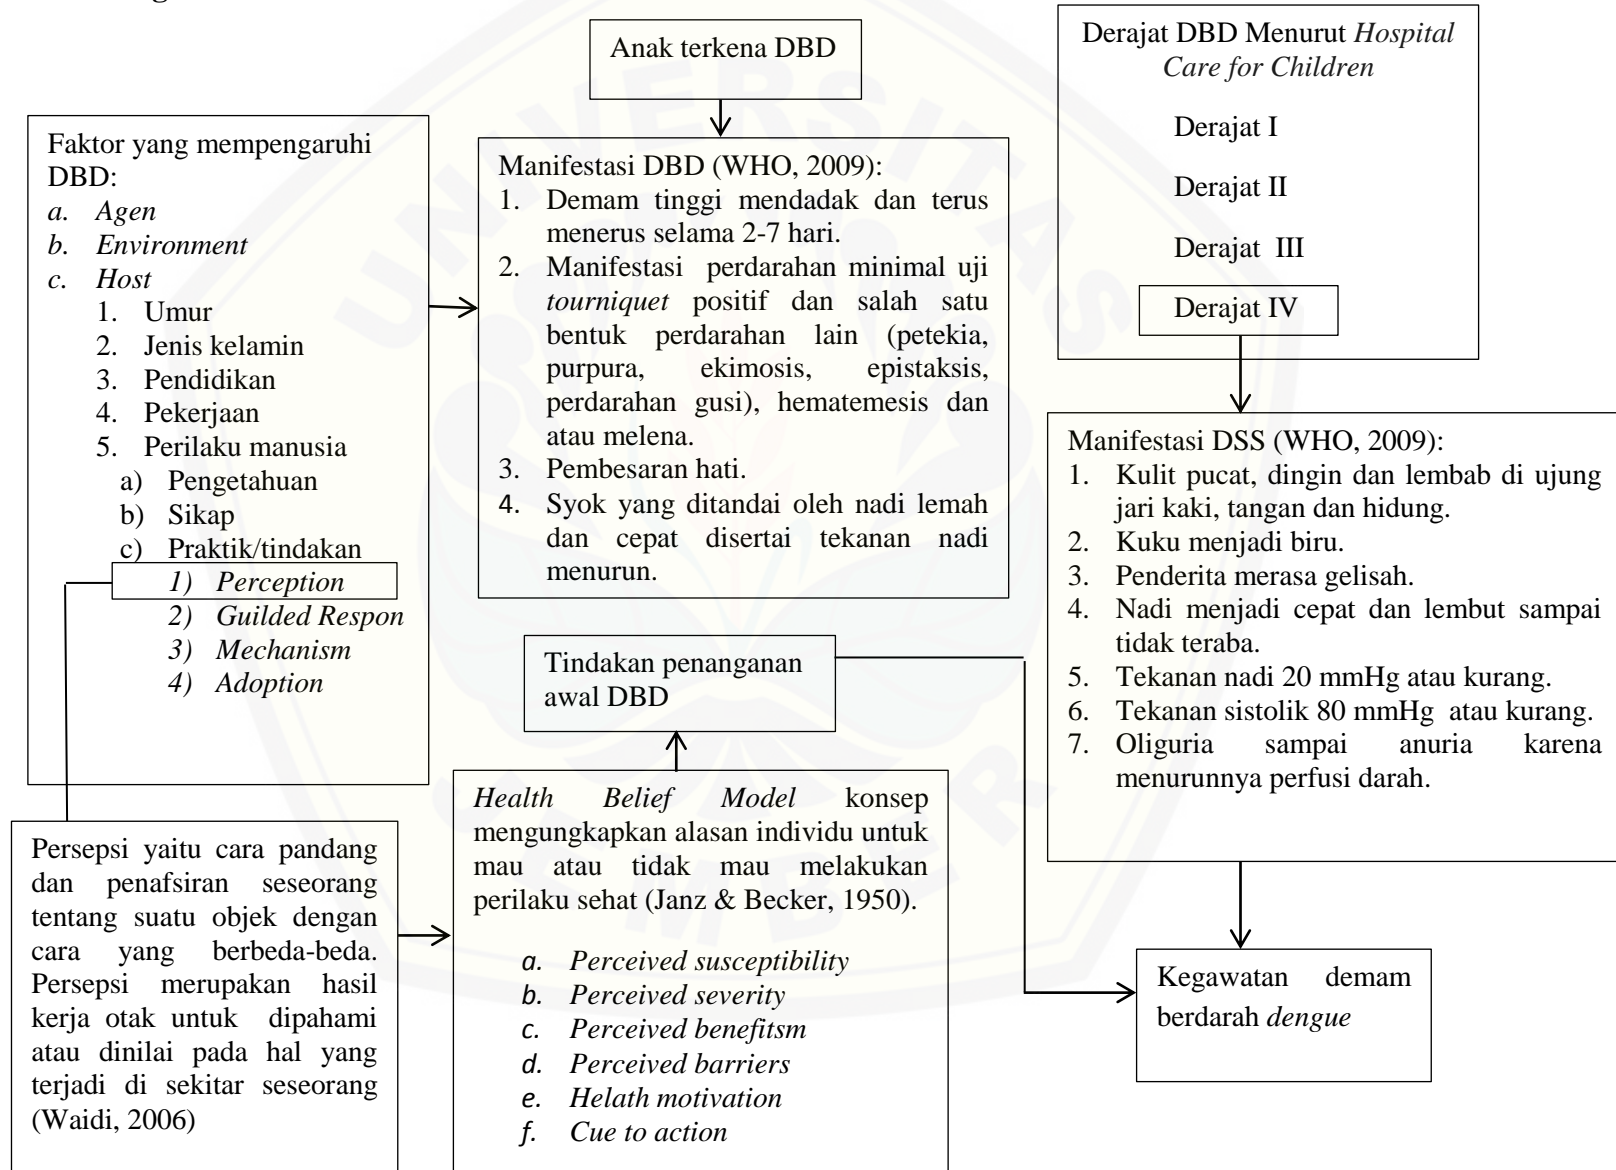 Anak terkena DBD
Derajat DBD Menurut Hospital
Care for Children
Derajat I
Derajat II
Derajat III
Derajat IV
Faktor yang mempengaruhi
DBD:
a. Agen
b. Environment
c. Host
1. Umur
2. Jenis kelamin
3. Pendidikan
4. Pekerjaan
5. Perilaku manusia
a) Pengetahuan
b) Sikap
c) Praktik/tindakan
1) Perception
2) Guilded Respon
3) Mechanism
4) Adoption
Manifestasi DBD (WHO, 2009):
1. Demam tinggi mendadak dan terus
menerus selama 2-7 hari.
2. Manifestasi perdarahan minimal uji
tourniquet positif dan salah satu
bentuk perdarahan lain (petekia,
purpura, ekimosis, epistaksis,
perdarahan gusi), hematemesis dan
atau melena.
3. Pembesaran hati.
4. Syok yang ditandai oleh nadi lemah
dan cepat disertai tekanan nadi
menurun.
Manifestasi DSS (WHO, 2009):
1. Kulit pucat, dingin dan lembab di ujung
jari kaki, tangan dan hidung.
2. Kuku menjadi biru.
3. Penderita merasa gelisah.
4. Nadi menjadi cepat dan lembut sampai
tidak teraba.
5. Tekanan nadi 20 mmHg atau kurang.
6. Tekanan sistolik 80 mmHg atau kurang.
7. Oliguria sampai anuria karena
menurunnya perfusi darah.
Tindakan penanganan
awal DBD
Persepsi yaitu cara pandang
dan penafsiran seseorang
tentang suatu objek dengan
cara yang berbeda-beda.
Persepsi merupakan hasil
kerja otak untuk dipahami
atau dinilai pada hal yang
terjadi di sekitar seseorang
(Waidi, 2006)
Health Belief Model konsep
mengungkapkan alasan individu untuk
mau atau tidak mau melakukan
perilaku sehat (Janz & Becker, 1950).
a. Perceived susceptibility
b. Perceived severity
c. Perceived benefitsm
d. Perceived barriers
e. Helath motivation
f. Cue to action
Kegawatan demam
berdarah dengue
UNIVERSITAS
JEMBER